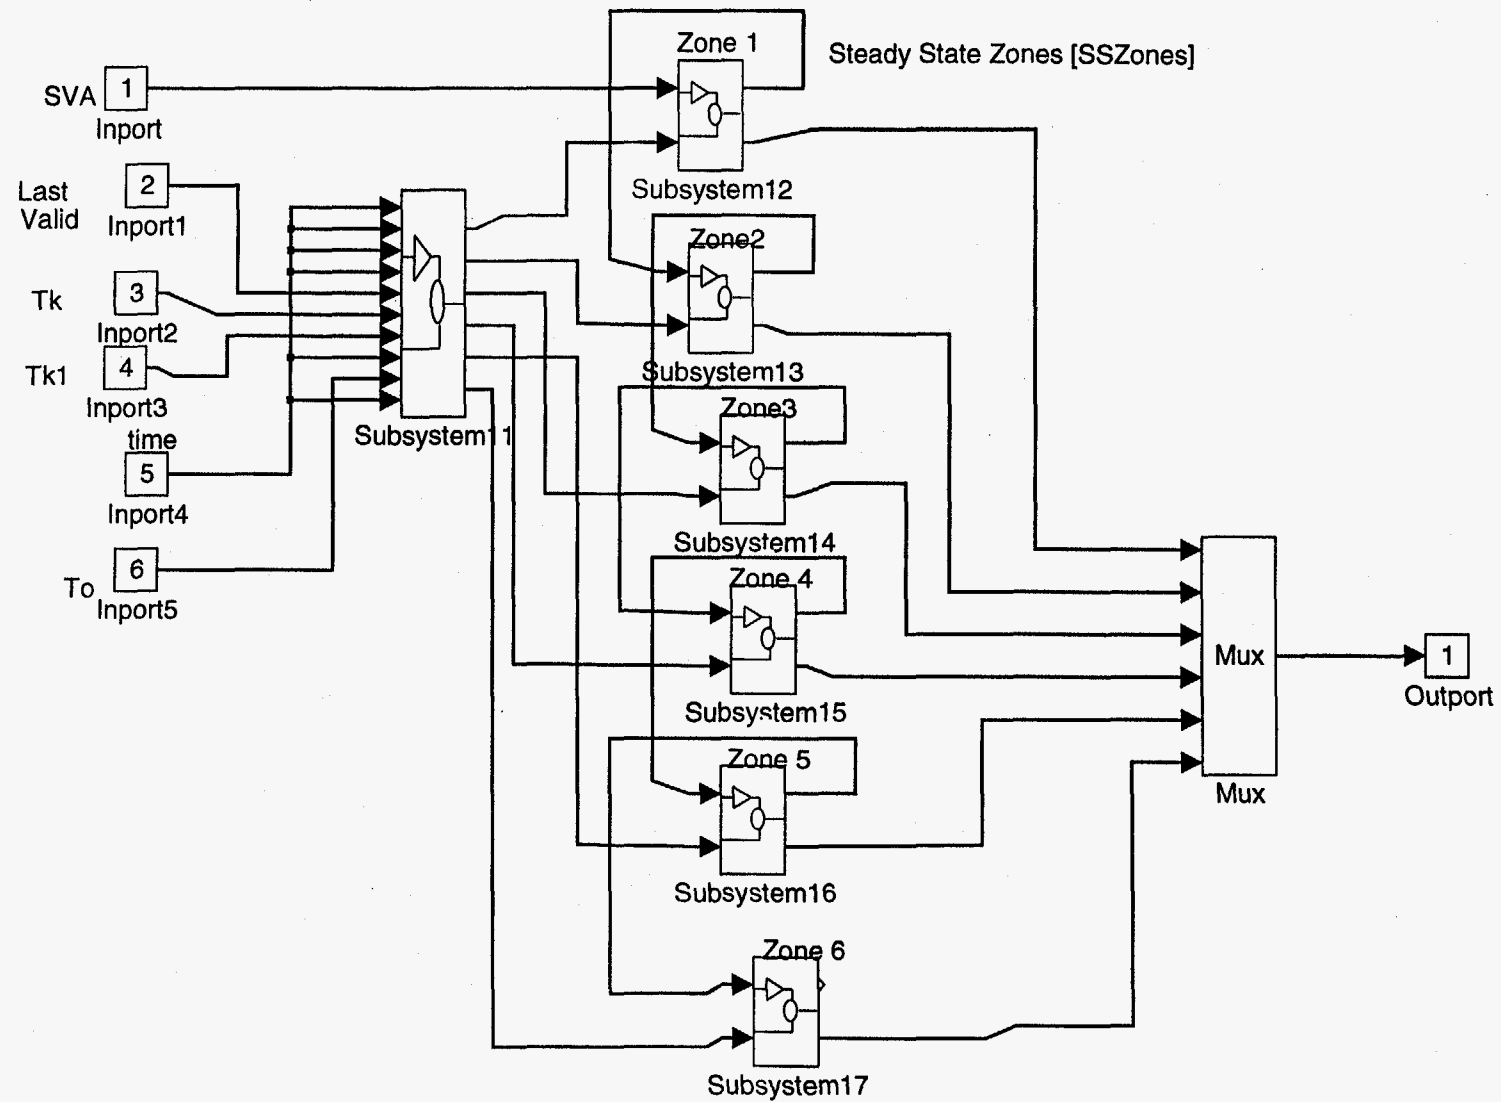 Steady State Zones [SSZones]
Zone 1
SVA
1
Inport
Subsystem12
Last
Valid
2
Inport1
Zone2
Tk
3
Inport2
Tk1
4
Inport3
Subsystem13
Zone3
Subsystem11
time
5
Inport4
Subsystem14
To
6
Inport5
Zone 4
Subsystem15
Mux
1
Outport
Mux
Zone 5
Subsystem16
Zone 6
Subsystem17